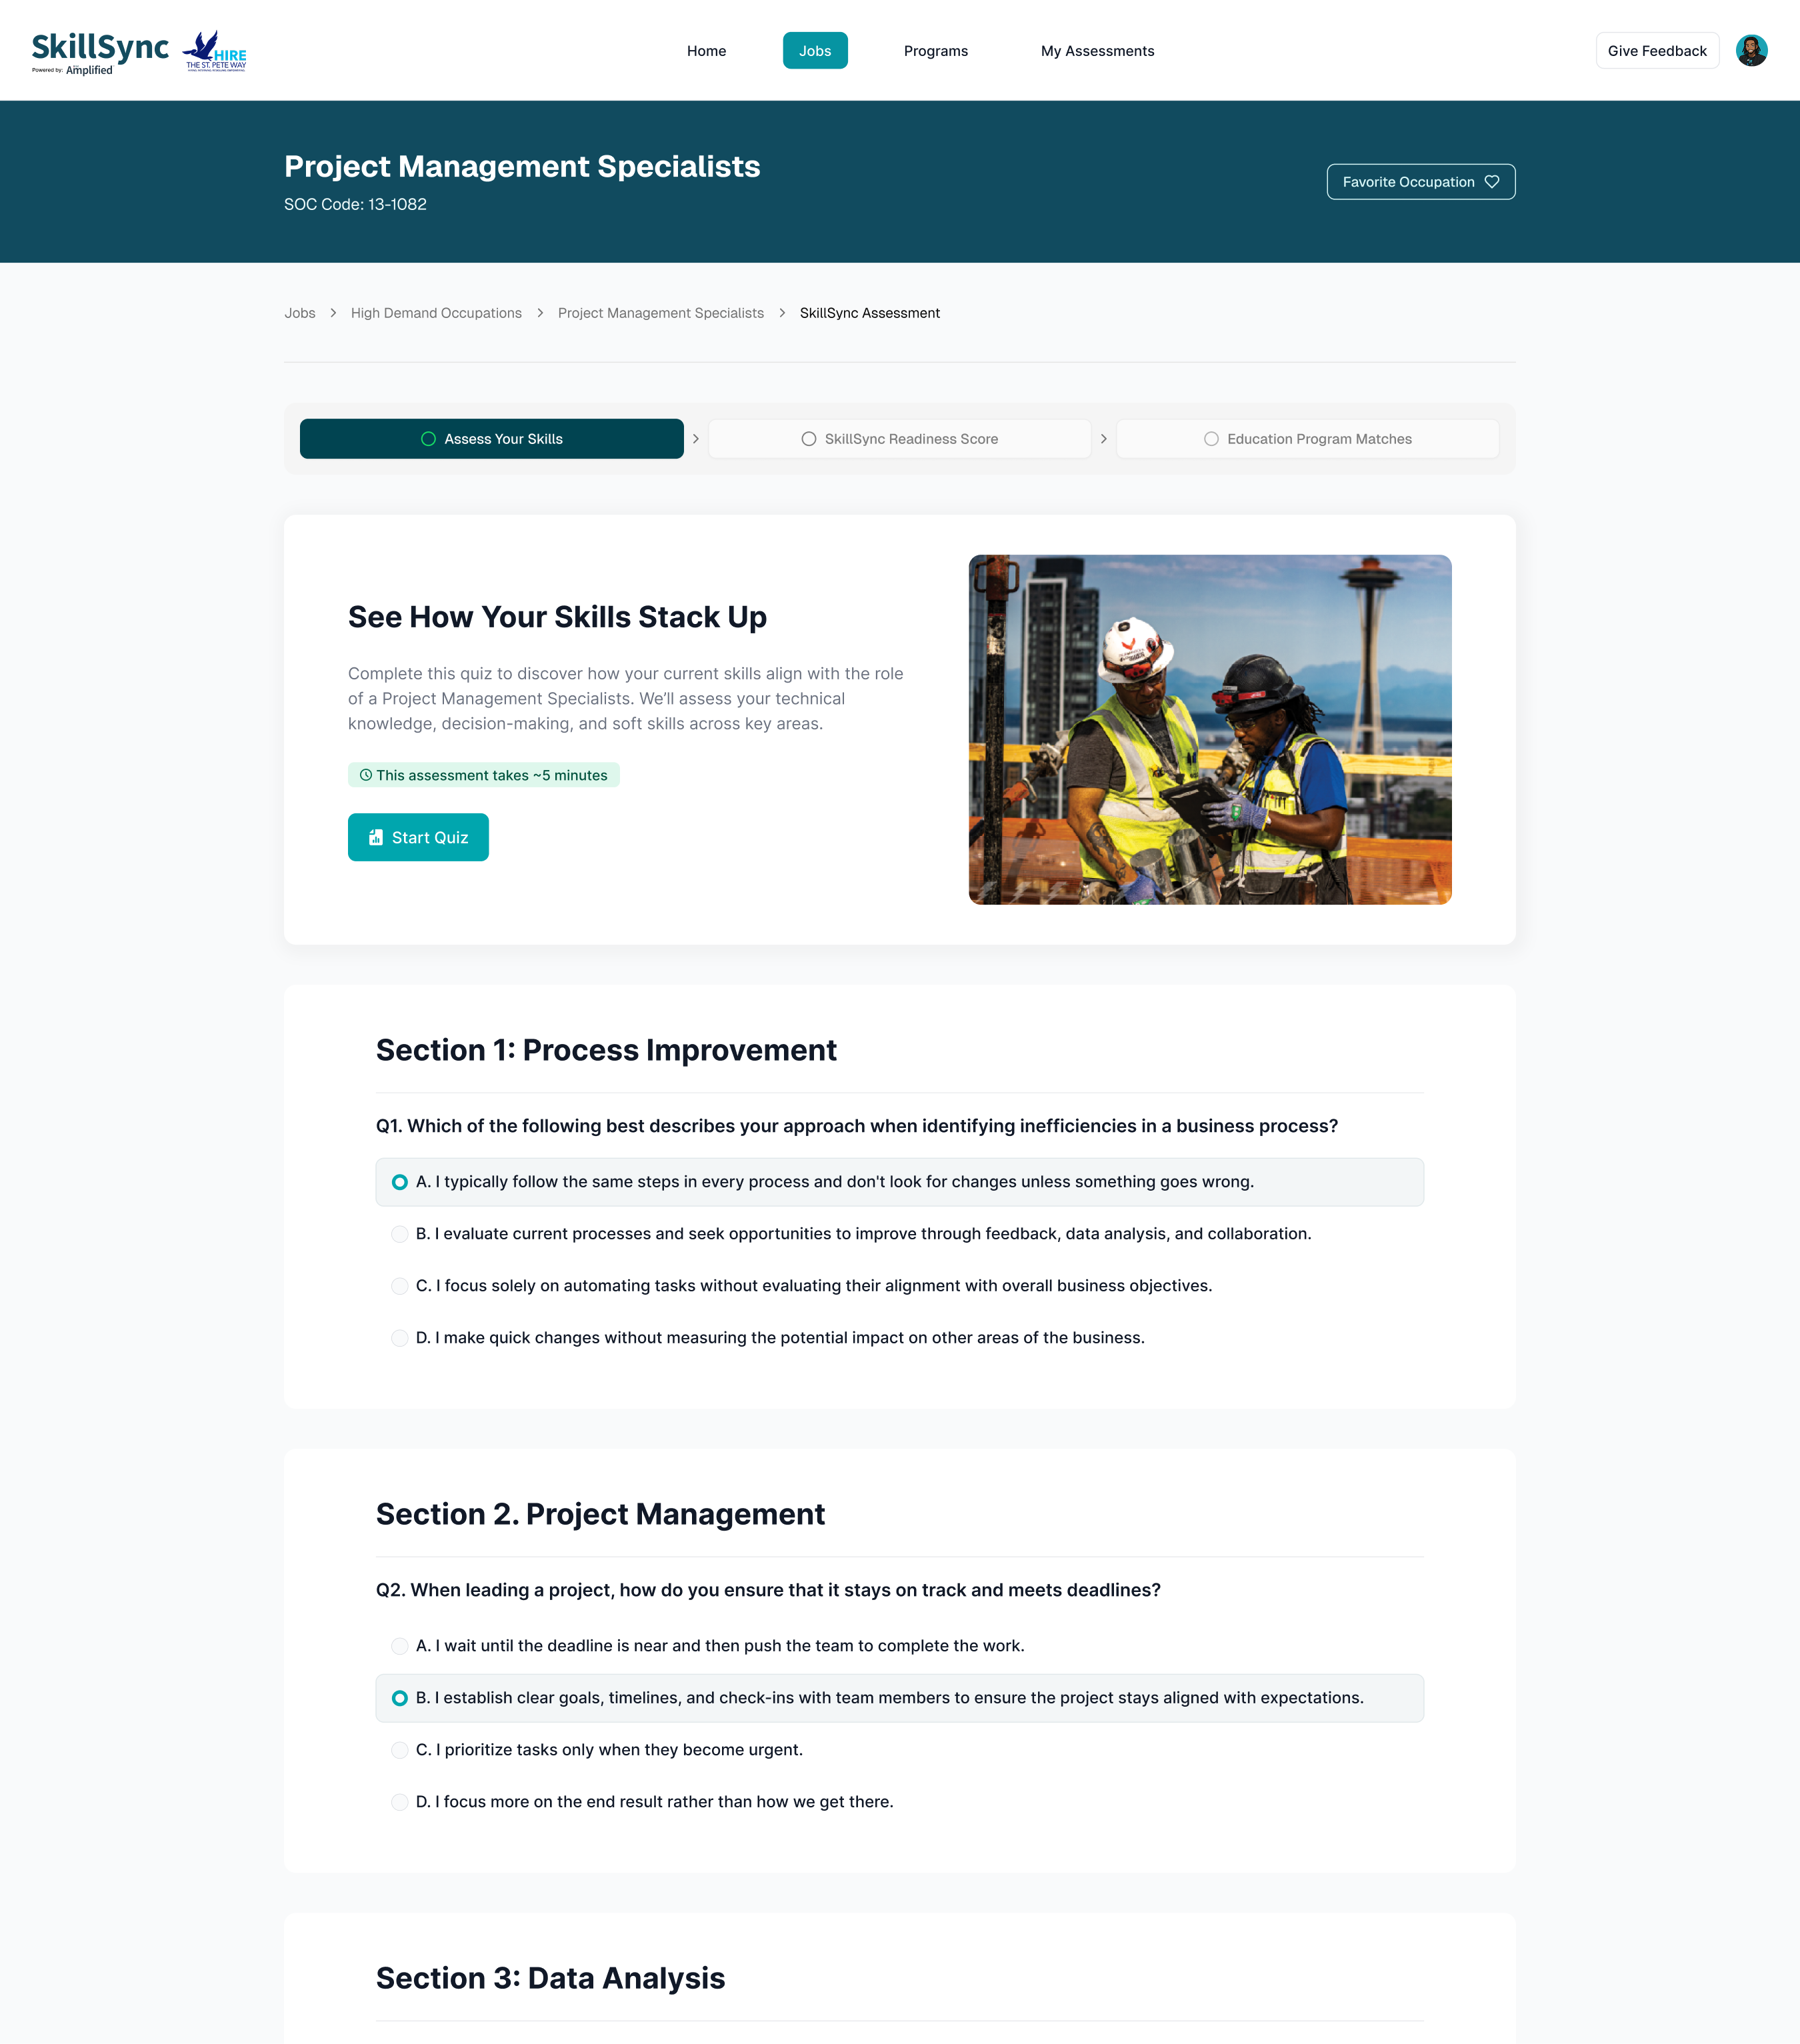 SkillSync
Powered by: Amplified
HIRE
THE ST. PETE WAY
Home
Jobs
Programs
My Assessments
Give Feedback
Project Management Specialists
SOC Code: 13-1082
Favorite Occupation
Jobs > High Demand Occupations > Project Management Specialists > SkillSync Assessment
Assess Your Skills
SkillSync Readiness Score
Education Program Matches
See How Your Skills Stack Up
Complete this quiz to discover how your current skills align with the role
of a Project Management Specialists. We’ll assess your technical
knowledge, decision-making, and soft skills across key areas.
This assessment takes ~5 minutes
Start Quiz
Section 1: Process Improvement
Q1. Which of the following best describes your approach when identifying inefficiencies in a business process?
A. I typically follow the same steps in every process and don't look for changes unless something goes wrong.
B. I evaluate current processes and seek opportunities to improve through feedback, data analysis, and collaboration.
C. I focus solely on automating tasks without evaluating their alignment with overall business objectives.
D. I make quick changes without measuring the potential impact on other areas of the business.
Section 2. Project Management
Q2. When leading a project, how do you ensure that it stays on track and meets deadlines?
A. I wait until the deadline is near and then push the team to complete the work.
B. I establish clear goals, timelines, and check-ins with team members to ensure the project stays aligned with expectations.
C. I prioritize tasks only when they become urgent.
D. I focus more on the end result rather than how we get there.
Section 3: Data Analysis